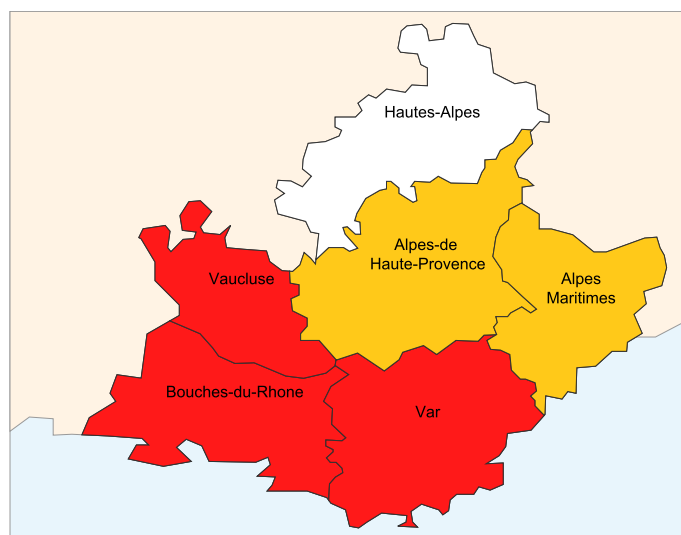 Hautes-Alpes
Alpes-de
Haute-Provence
Vaucluse
Alpes
Maritimes
Bouches-du-Rhone
Var